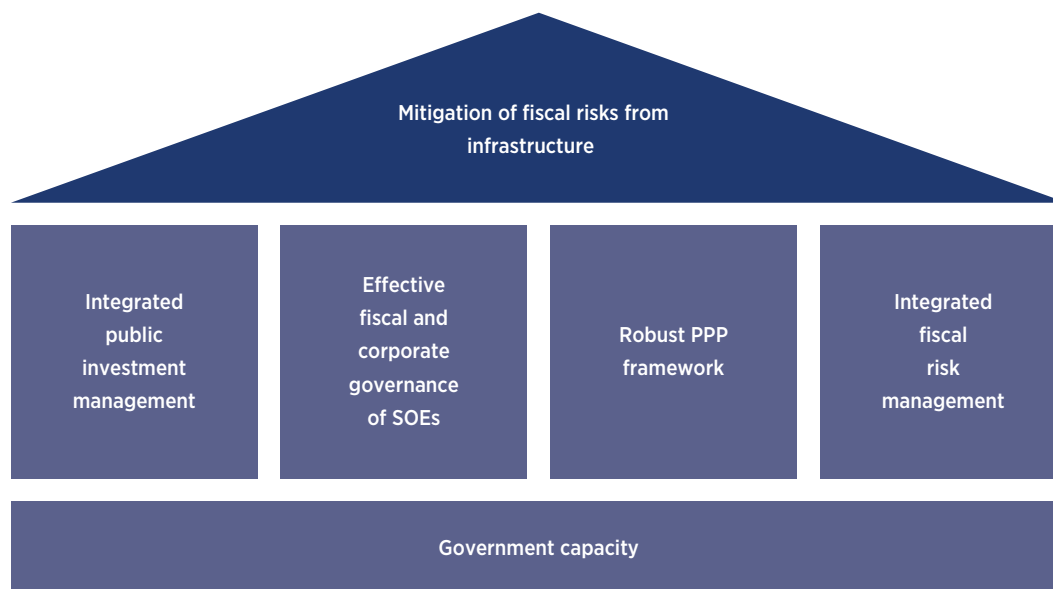 Mitigation of fiscal risks from
infrastructure
Integrated
public
investment
management
Effective
fiscal and
corporate
governance
of SOEs
Robust PPP
framework
Integrated
fiscal
risk
management
Government capacity